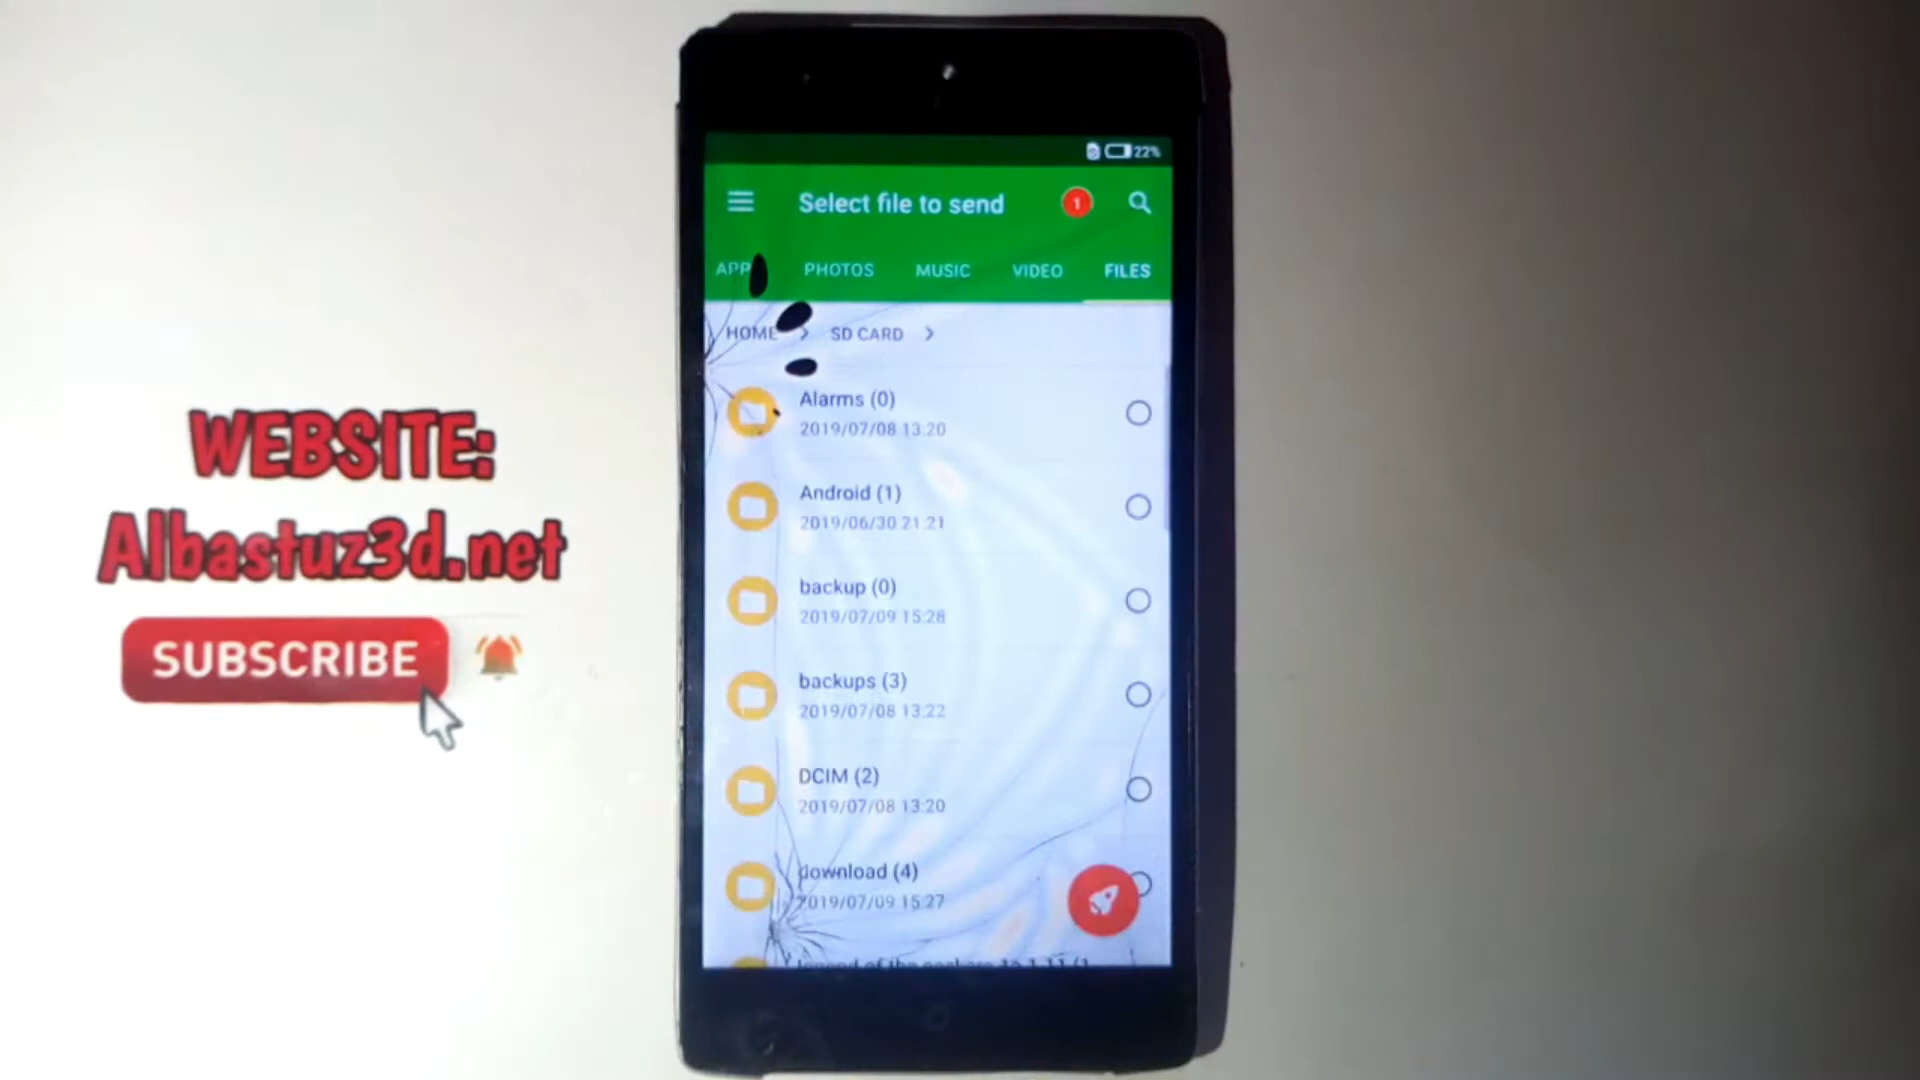 22%
Select file to send
1
APP
PHOTOS
MUSIC
VIDEO
FILES
HOME
SD CARD
Alarms (0)
2019/07/08 13:20
Android (1)
2019/06/30 21:21
backup (0)
2019/07/09 15:28
backups (3)
2019/07/08 13:22
DCIM (2)
2019/07/08 13:20
download (4)
2019/07/09 15:27
WEBSITE:
Albastuz3d.net
SUBSCRIBE